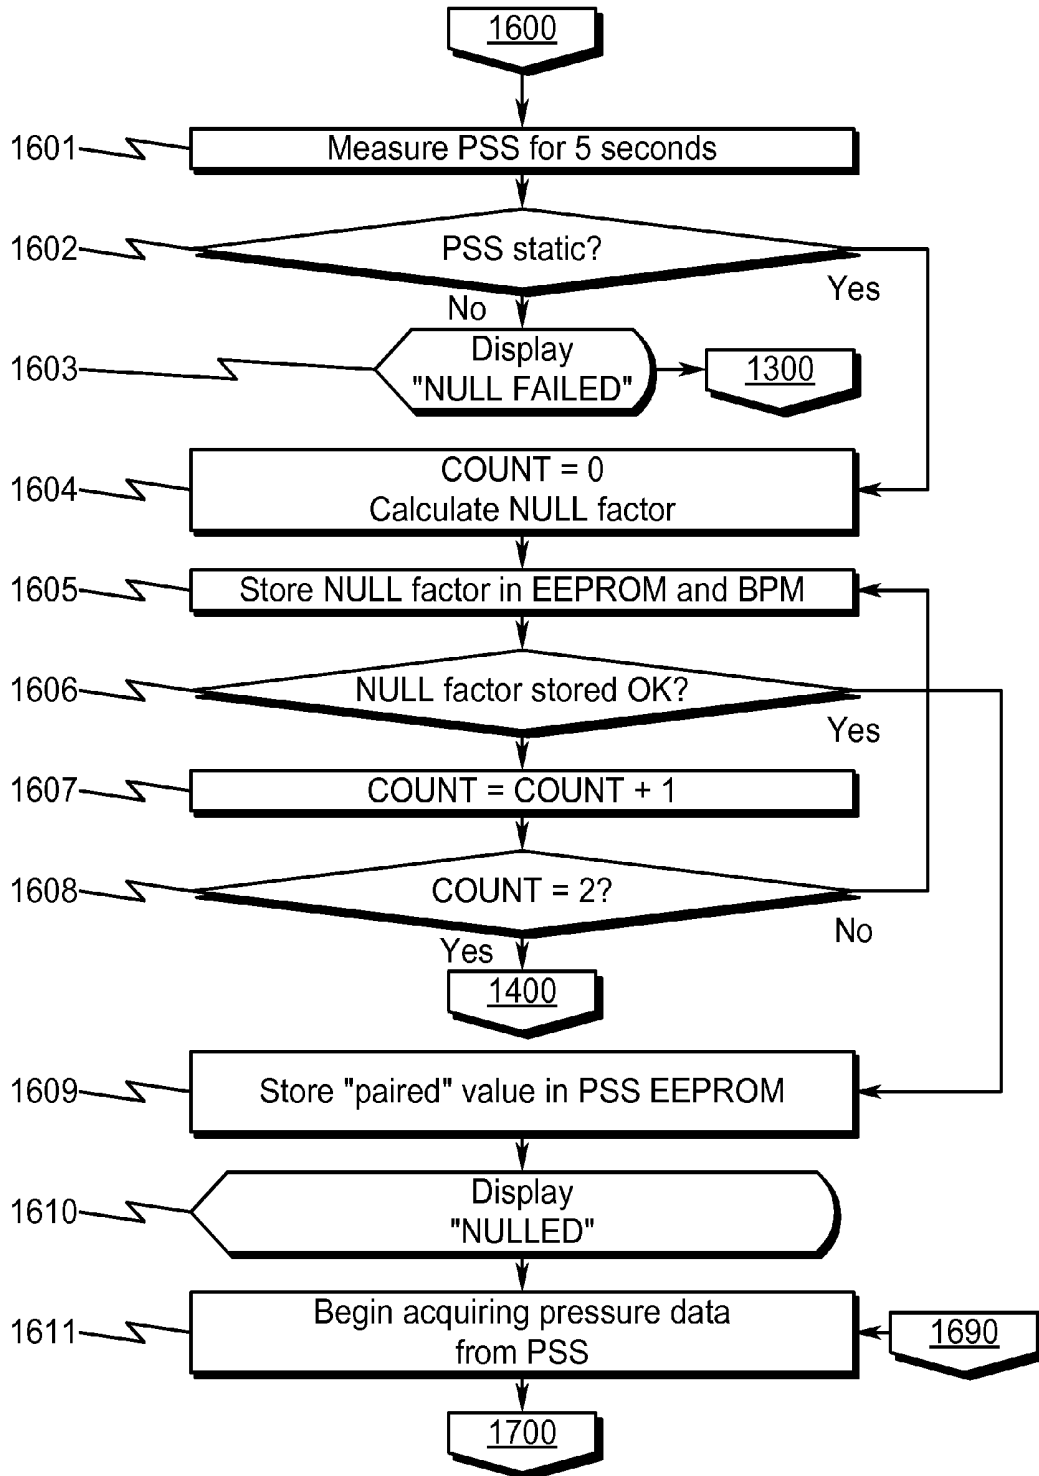 1600
1601
Measure PSS for 5 seconds
1602
PSS static?
Yes
No
1603
Display
"NULL FAILED"
1300
1604
COUNT = 0
Calculate NULL factor
1605
Store NULL factor in EEPROM and BPM
1606
NULL factor stored OK?
Yes
1607
COUNT = COUNT + 1
1608
COUNT = 2?
No
Yes
1400
1609
Store "paired" value in PSS EEPROM
1610
Display
"NULLED"
1611
Begin acquiring pressure data
from PSS
1690
1700